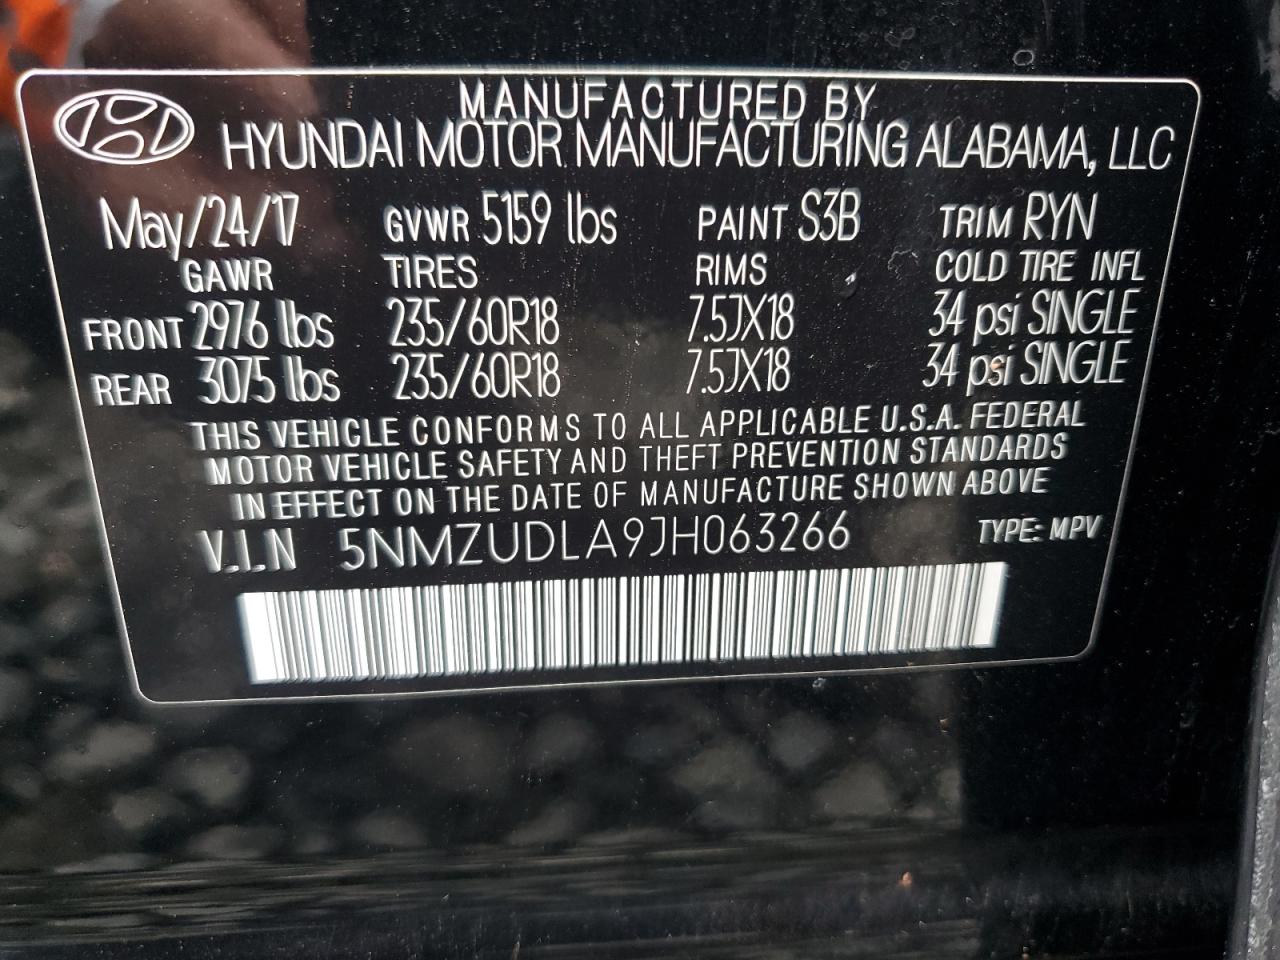 MANUFACTURED BY
HYUNDAI MOTOR MANUFACTURING ALABAMA, LLC
May/24/17 GVWR 5159 lbs PAINT S3B TRIM RYN
GAWR TIRES RIMS COLD TIRE INFL
FRONT 2976 lbs 235/60R18 7.5JX18 34 psi SINGLE
REAR 3075 lbs 235/60R18 7.5JX18 34 psi SINGLE
THIS VEHICLE CONFORMS TO ALL APPLICABLE U.S.A. FEDERAL
MOTOR VEHICLE SAFETY AND THEFT PREVENTION STANDARDS
IN EFFECT ON THE DATE OF MANUFACTURE SHOWN ABOVE
V.I.N 5NMZUDLA9JH063266 TYPE: MPV